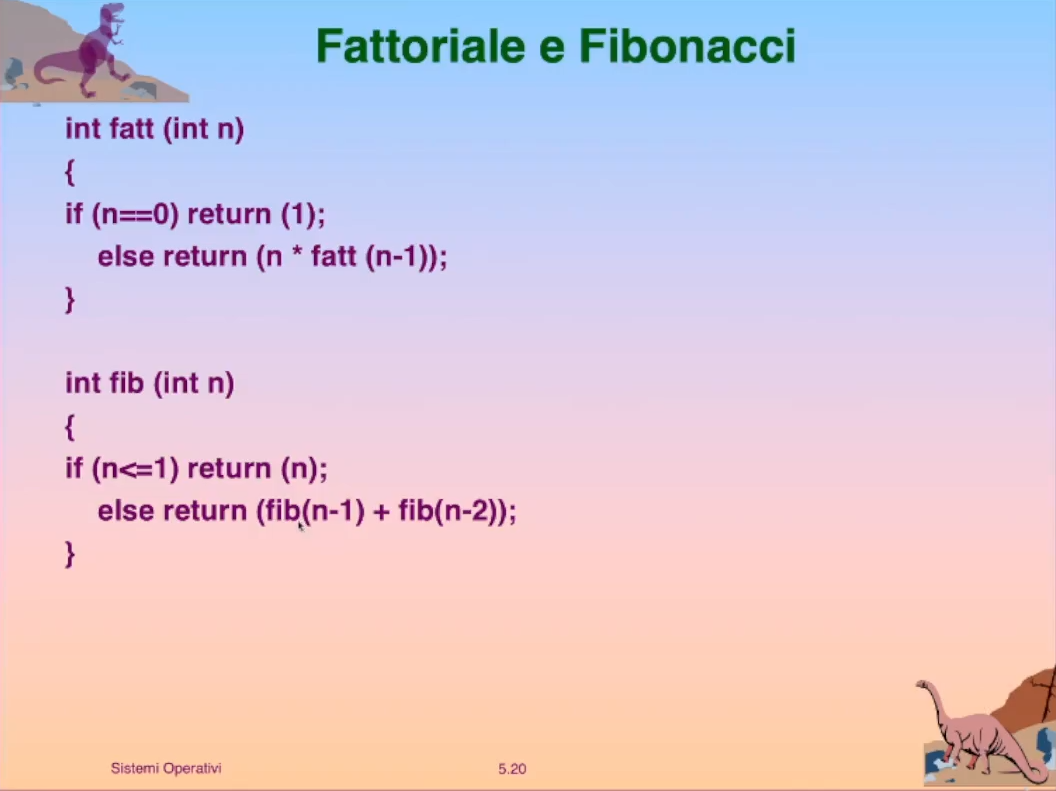 Fattoriale e Fibonacci
int fatt (int n)
{
if (n==0) return (1);
else return (n * fatt (n-1));
}
int fib (int n)
{
if (n<=1) return (n);
else return (fib(n-1) + fib(n-2));
}
Sistemi Operativi
5.20